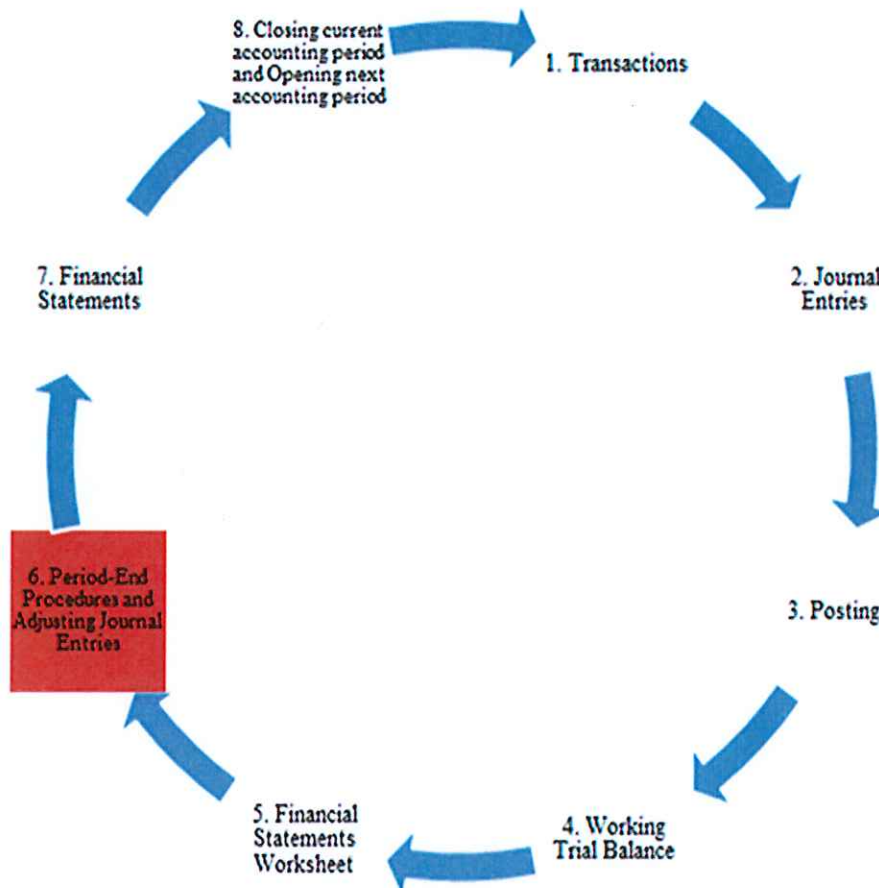 8. Closing current
accounting period
and Opening next
accounting period
1. Transactions
2. Journal
Entries
3. Posting
4. Working
Trial Balance
5. Financial
Statements
Worksheet
6. Period-End
Procedures and
Adjusting Journal
Entries
7. Financial
Statements